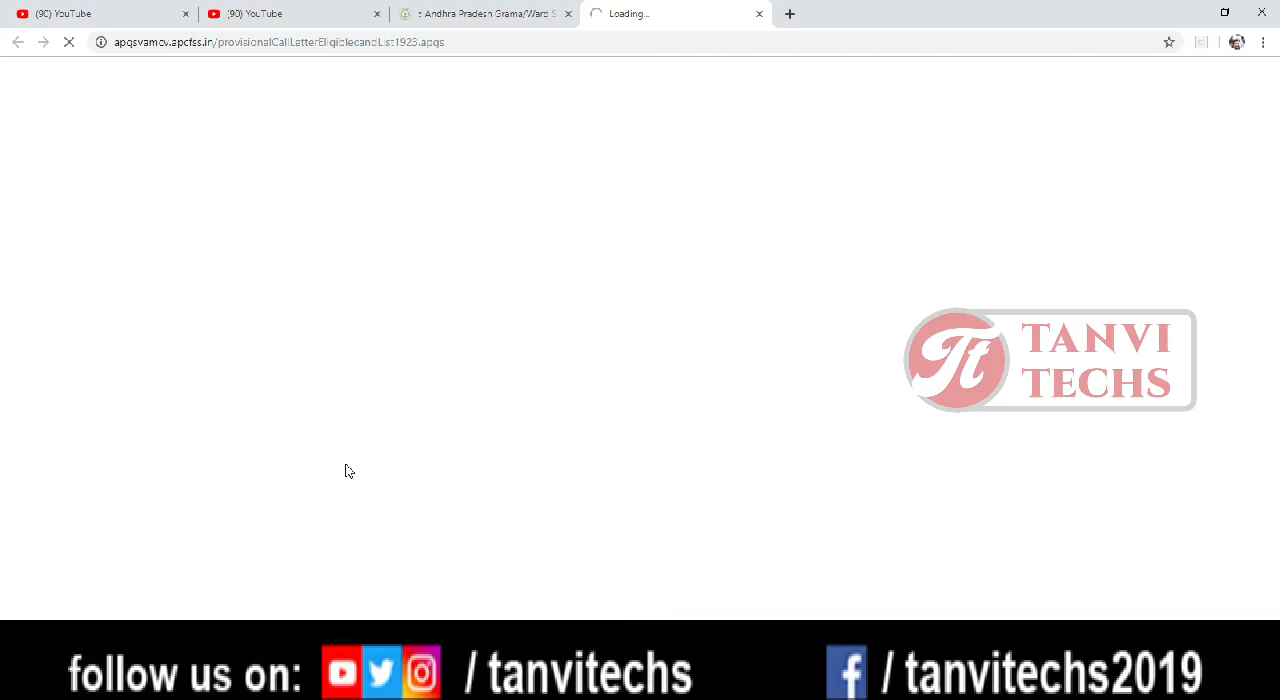 (90) YouTube
(90) YouTube
: Andhra Pradesh Grama/Ward S
Loading...
apgsvamcv.apcfss.in/provisionalCallLetterEligiblecandList1923.apgs
TANVI
TECHS
follow us on:
/ tanvitechs
/ tanvitechs2019